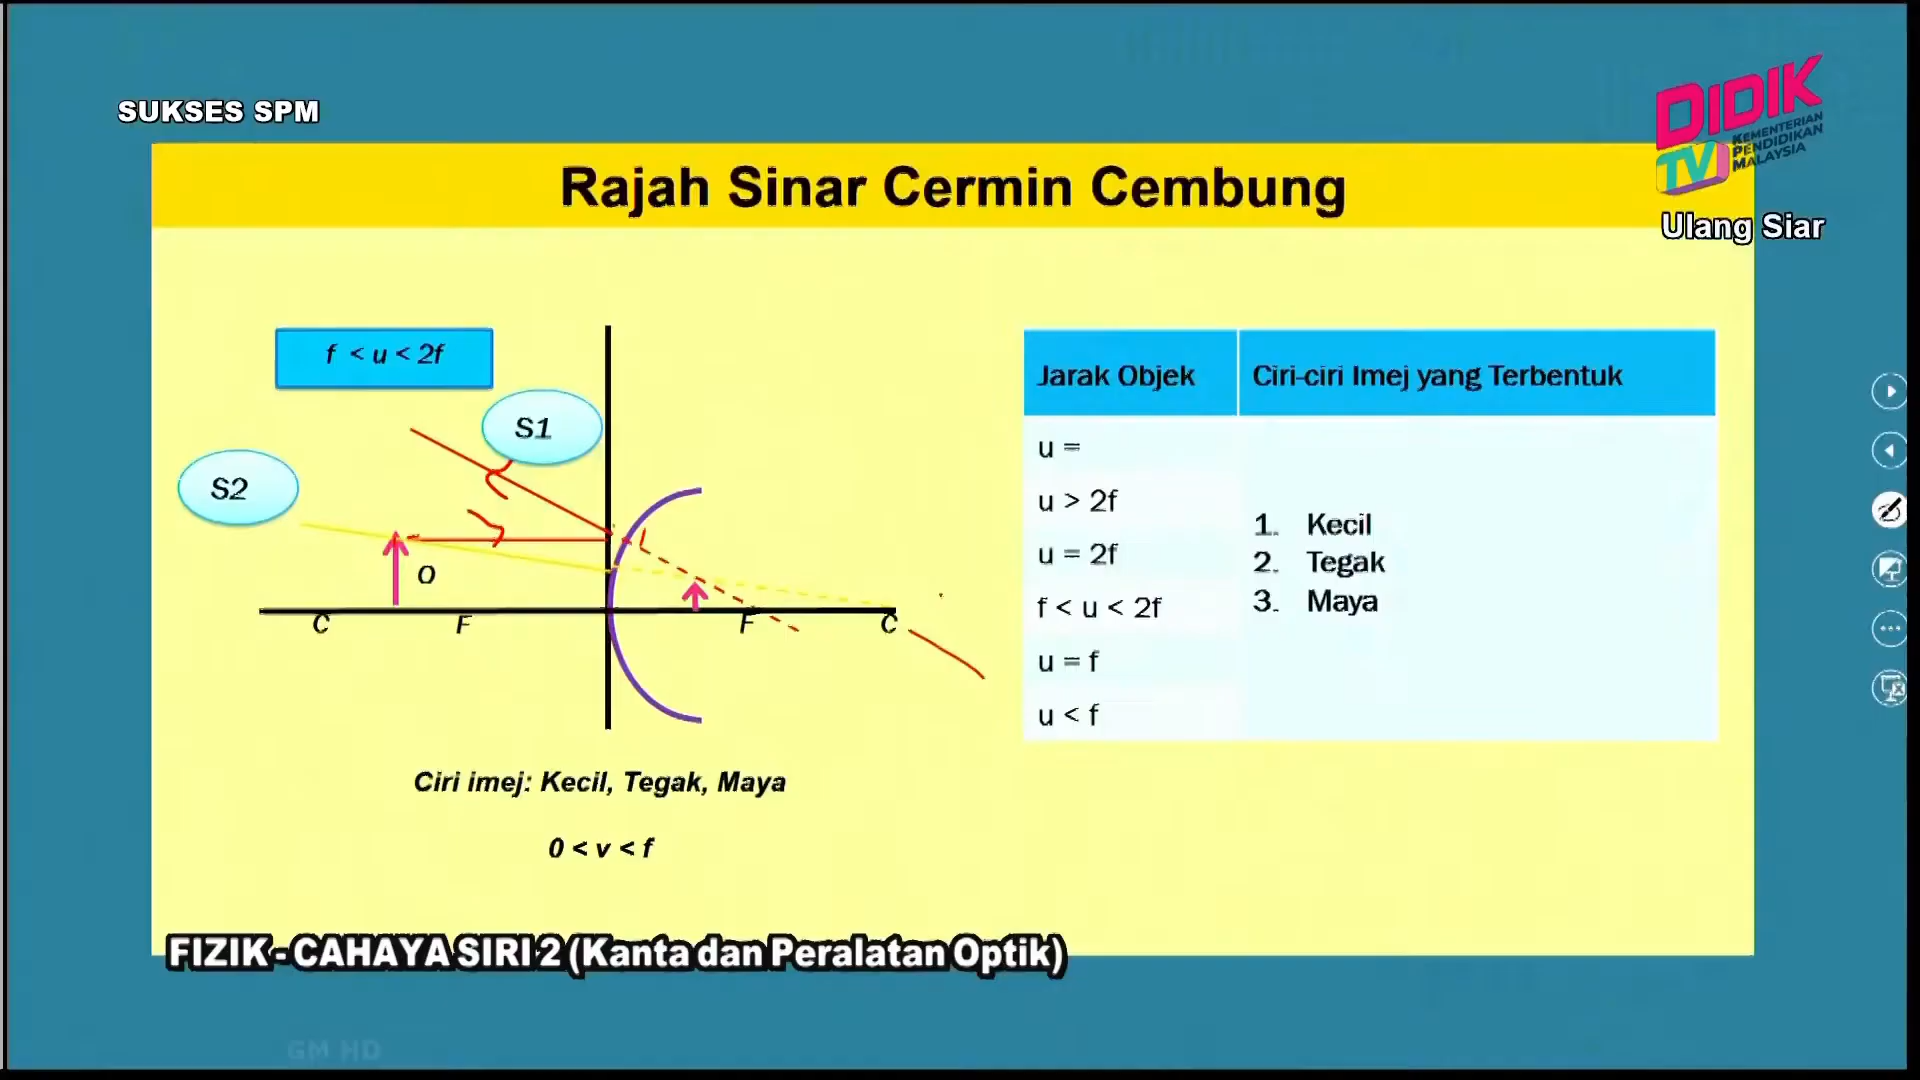 SUKSES SPM
DIDIK
TV
KEMENTERIAN
PENDIDIKAN
MALAYSIA
Ulang Siar
Rajah Sinar Cermin Cembung
f < u < 2f
S1
S2
O
C
F
F
C
Ciri imej: Kecil, Tegak, Maya
0 < v < f
Jarak Objek
Ciri-ciri Imej yang Terbentuk
u =
u > 2f
u = 2f
f < u < 2f
u = f
u < f
1. Kecil
2. Tegak
3. Maya
FIZIK - CAHAYA SIRI 2 (Kanta dan Peralatan Optik)
GM HD